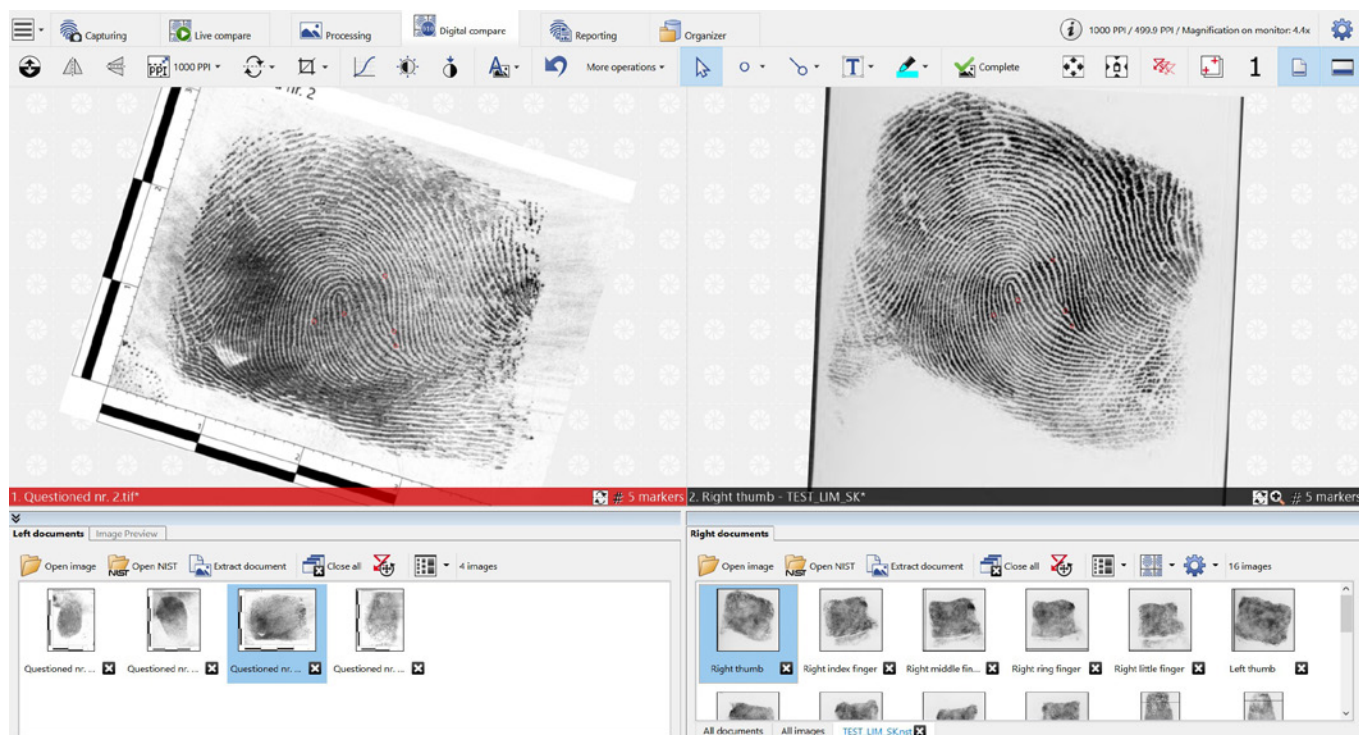 Capturing Live compare Processing Digital compare Reporting Organizer 1000 PPI / 499.9 PPI / Magnification on monitor: 4.4x
PPI 1000 PPI More operations T Complete 1
nr. 2
1. Questioned nr. 2.tif* # 5 markers
2. Right thumb - TEST_LIM_SK* # 5 markers
Left documents Image Preview
Open image Open NIST Extract document Close all 4 images
Questioned nr. ... Questioned nr. ... Questioned nr. ... Questioned nr. ...
Right documents
Open image Open NIST Extract document Close all 16 images
Right thumb Right index finger Right middle fin... Right ring finger Right little finger Left thumb
All documents All images TEST_LIM_SK.nst